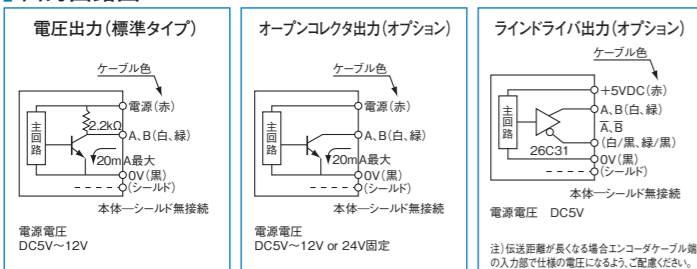 電圧出力(標準タイプ)
ケーブル色
電源(赤)
2.2kΩ
主回路
A、B(白、緑)
20mA最大
0V(黒)
(シールド)
本体―シールド無接続
電源電圧
DC5V～12V
オープンコレクタ出力(オプション)
ケーブル色
電源(赤)
主回路
A、B(白、緑)
20mA最大
0V(黒)
(シールド)
本体―シールド無接続
電源電圧
DC5V～12V or 24V固定
ラインドライバ出力(オプション)
ケーブル色
+5VDC(赤)
主回路
A、B(白、緑)
A̅、B̅
(白/黒、緑/黒)
26C31
0V(黒)
(シールド)
本体―シールド無接続
電源電圧 DC5V
注)伝送距離が長くなる場合エンコーダケーブル端
の入力部で仕様の電圧になるよう、ご配慮ください。